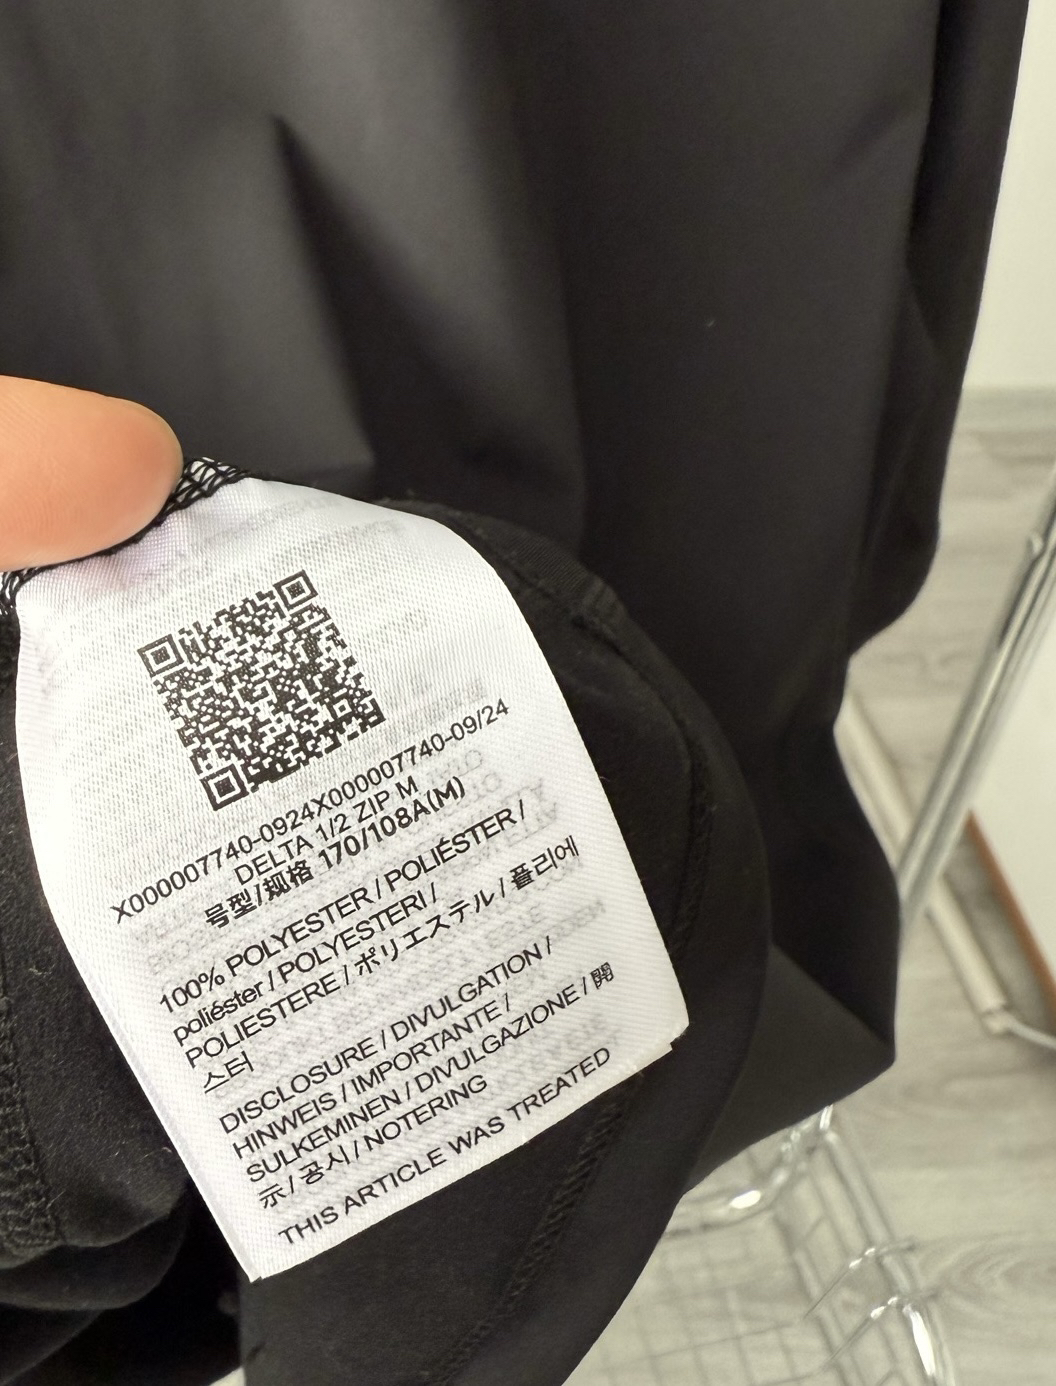 X000007740-0924X000007740-09/24
DELTA 1/2 ZIP M
号型/规格 170/108A(M)
100% POLYESTER / POLIÉSTER /
poliéster / POLYESTERI /
POLIESTERE / ポリエステル / 폴리에
스터
DISCLOSURE / DIVULGATION /
HINWEIS / IMPORTANTE /
SULKEMINEN / DIVULGAZIONE / 開
示 / 공시 / NOTERING
THIS ARTICLE WAS TREATED